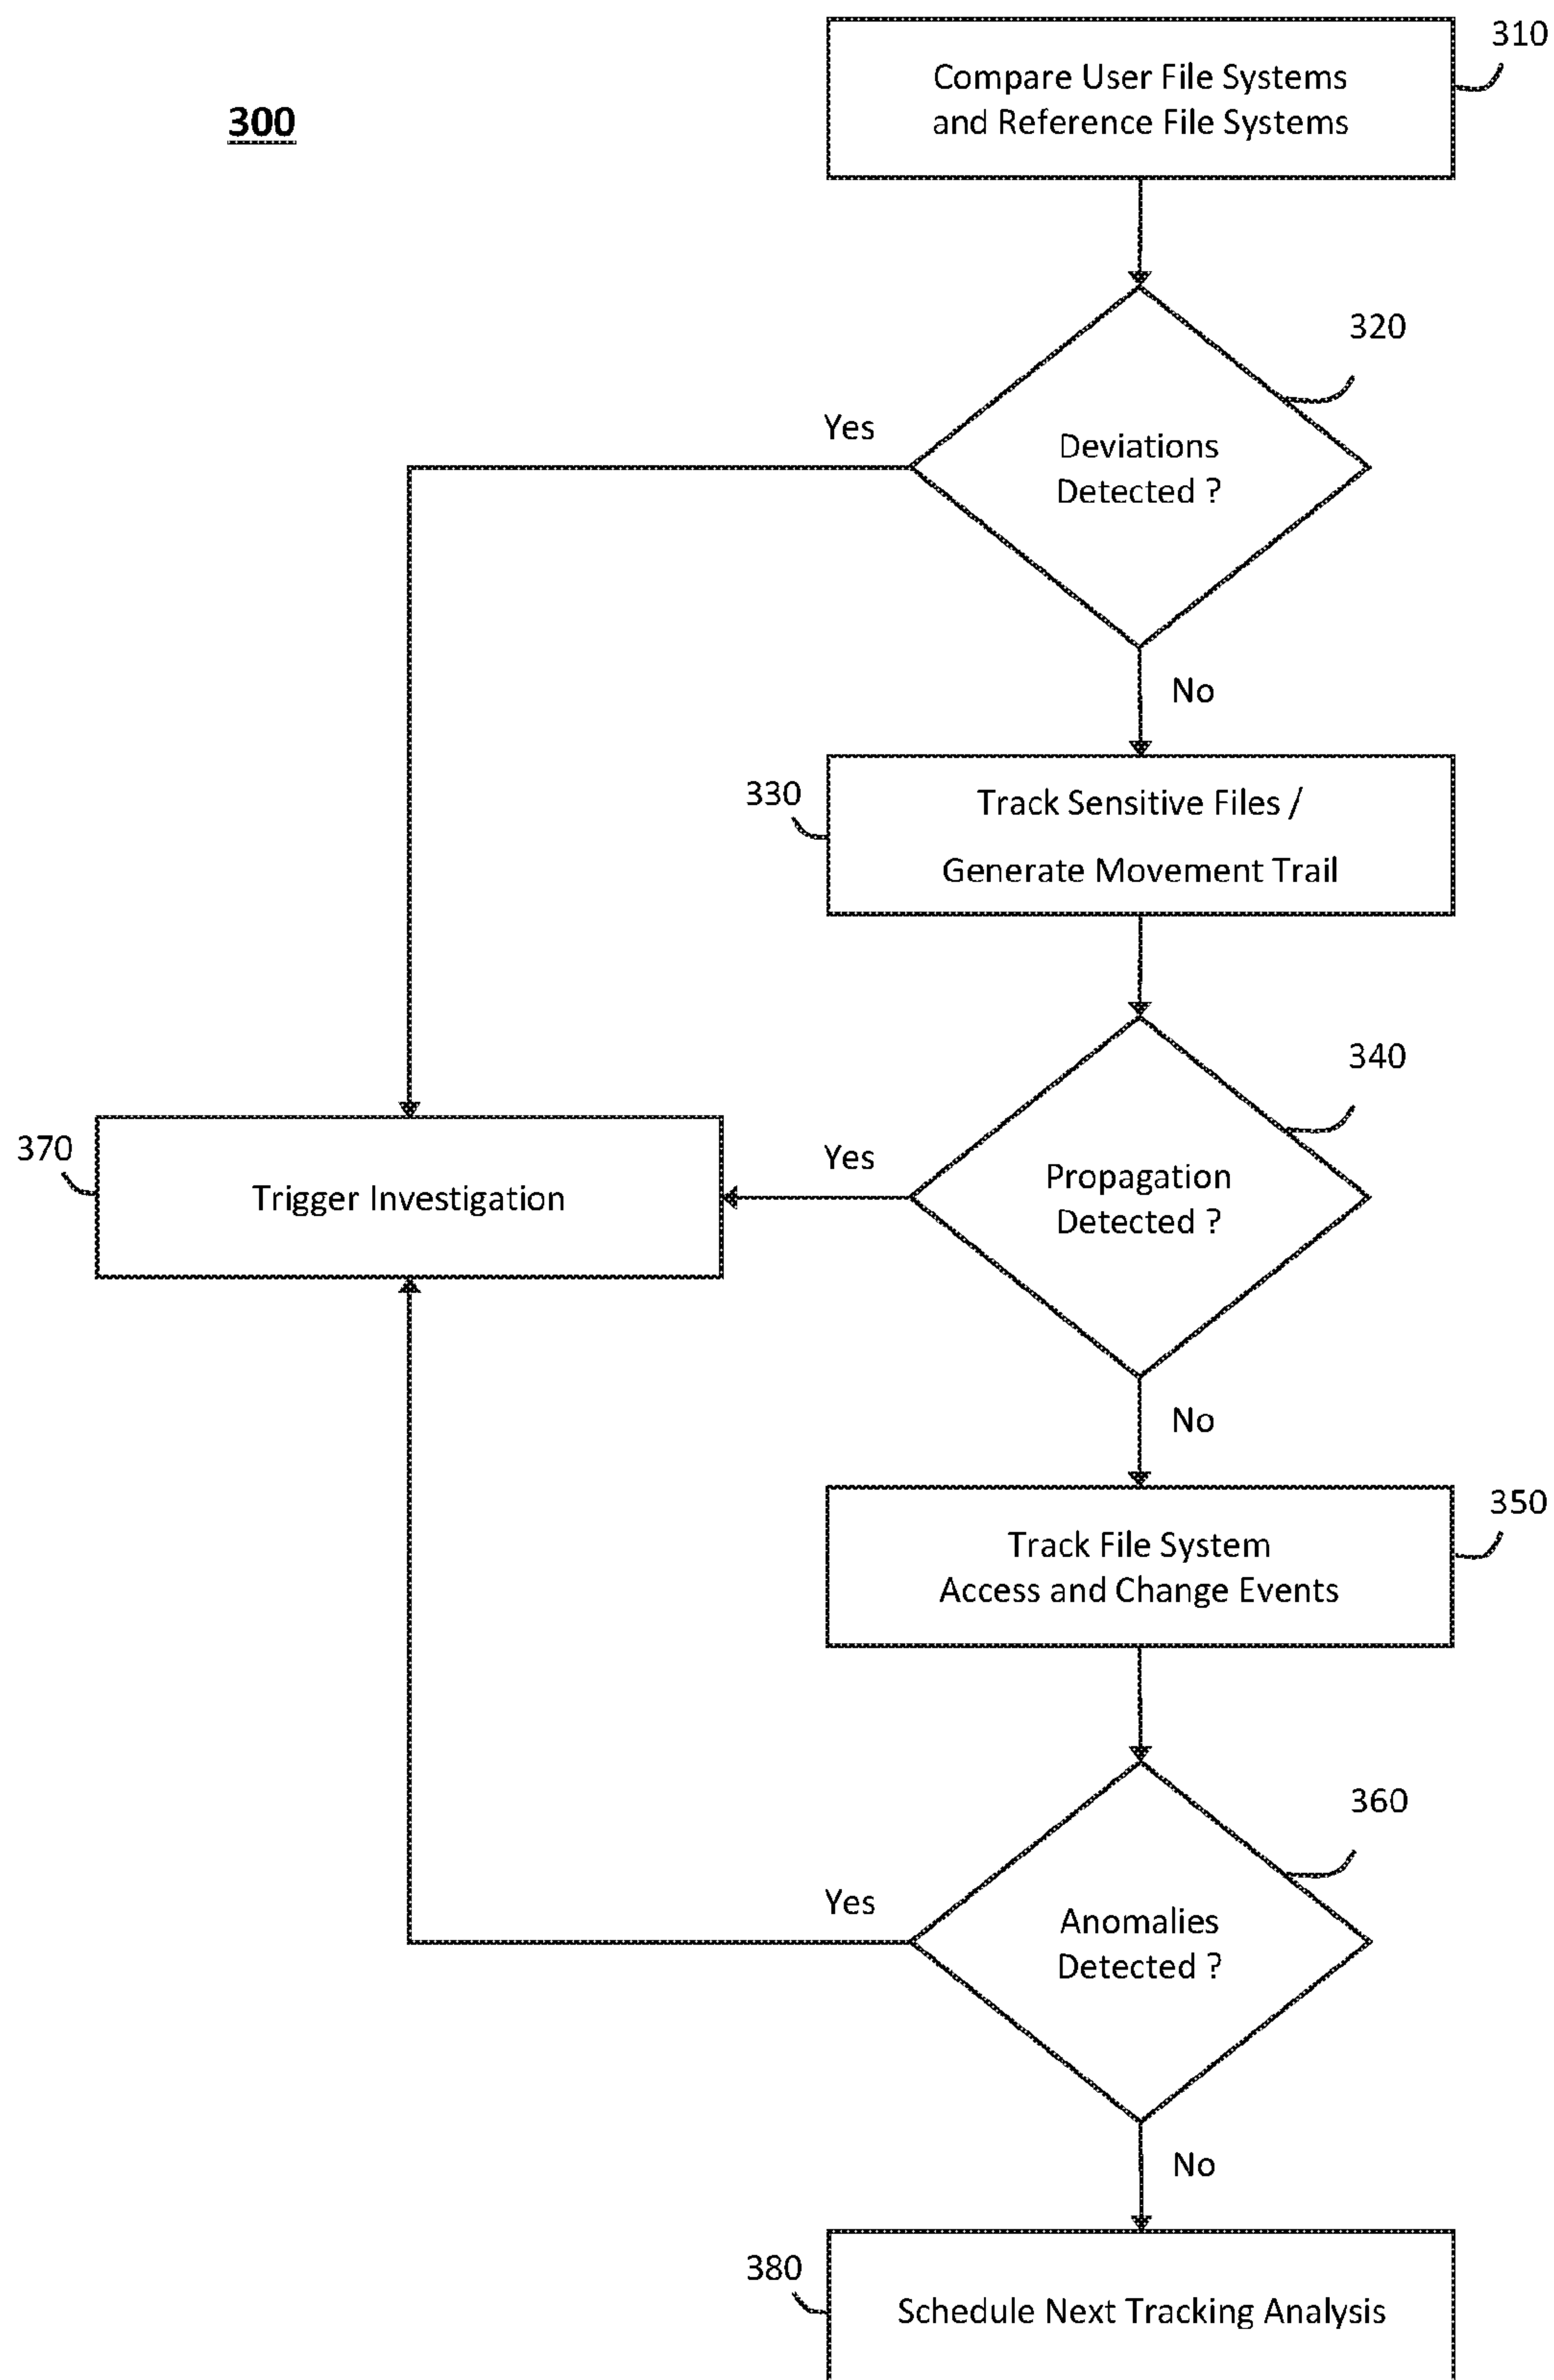 310
Compare User File Systems
and Reference File Systems
300
320
Yes
Deviations
Detected ?
No
330
Track Sensitive Files /
Generate Movement Trail
340
370
Yes
Trigger Investigation
Propagation
Detected ?
No
350
Track File System
Access and Change Events
360
Yes
Anomalies
Detected ?
No
380
Schedule Next Tracking Analysis